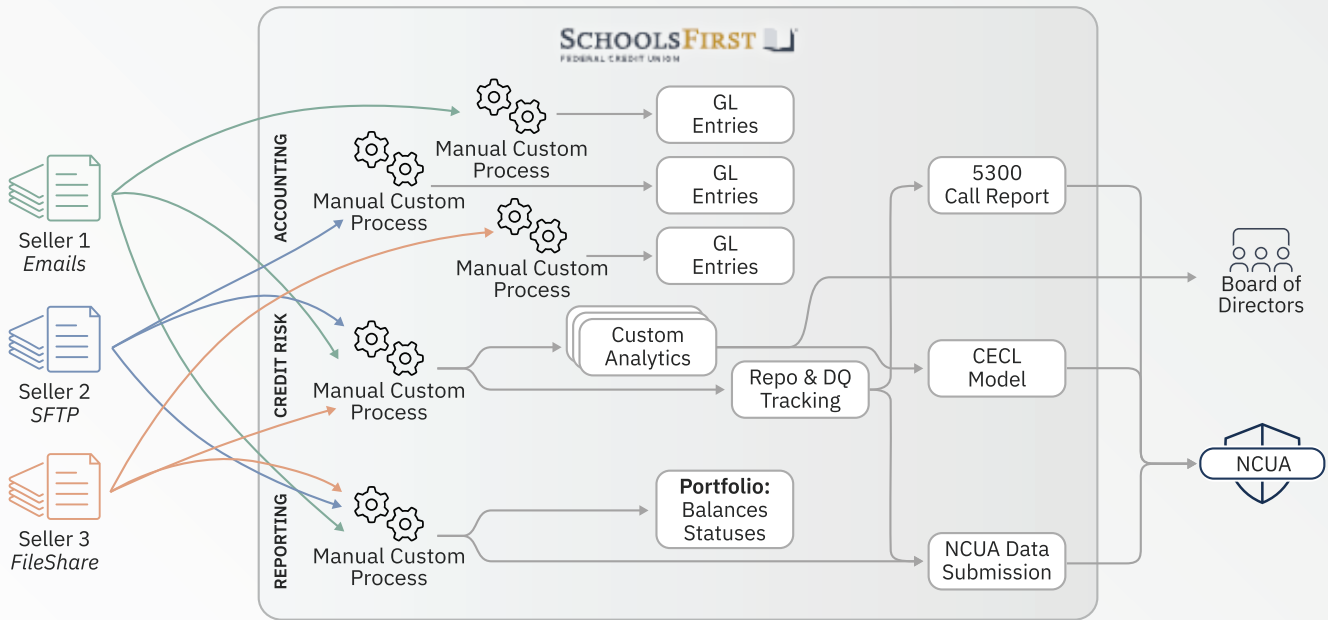 SCHOOLSFIRST
FEDERAL CREDIT UNION
Seller 1
Emails
Seller 2
SFTP
Seller 3
FileShare
ACCOUNTING
Manual Custom
Process
GL
Entries
Manual Custom
Process
GL
Entries
Manual Custom
Process
GL
Entries
CREDIT RISK
Manual Custom
Process
Custom
Analytics
Repo & DQ
Tracking
REPORTING
Manual Custom
Process
Portfolio:
Balances
Statuses
5300
Call Report
CECL
Model
NCUA Data
Submission
Board of
Directors
NCUA